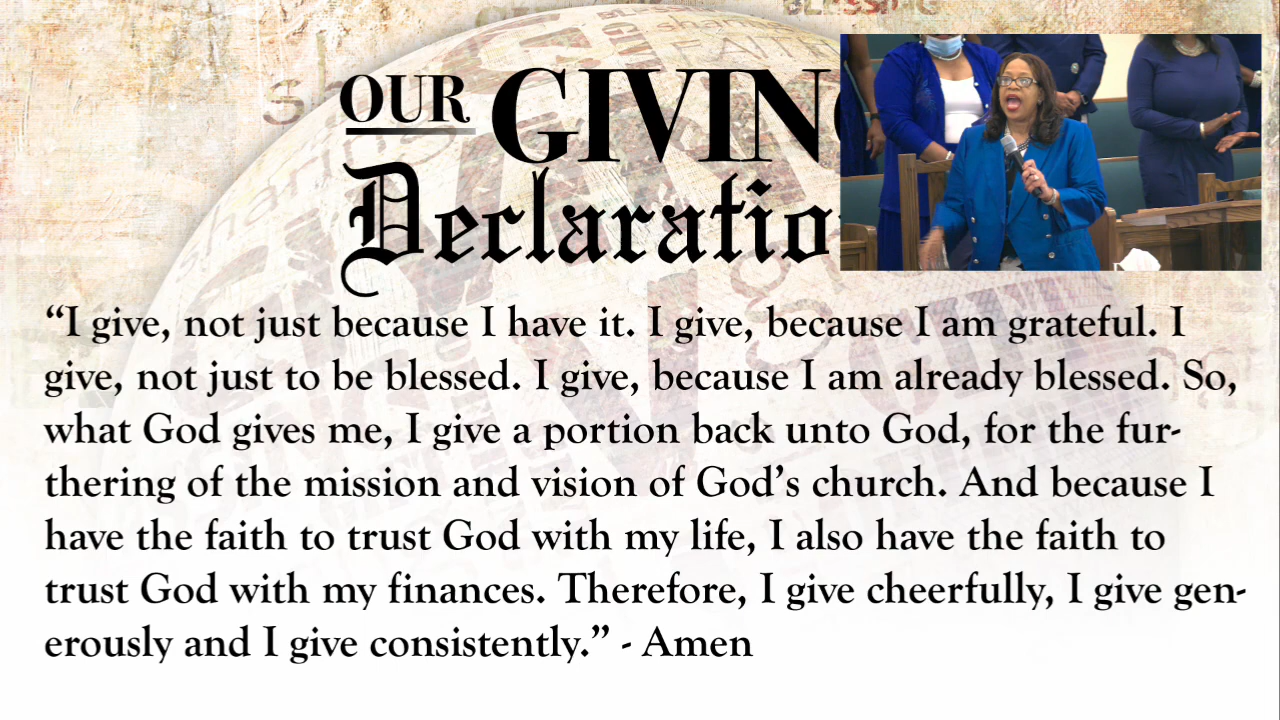 BLESSING
sharing
FAITH
OUR GIVIN
Declaratio
“I give, not just because I have it. I give, because I am grateful. I
give, not just to be blessed. I give, because I am already blessed. So,
what God gives me, I give a portion back unto God, for the fur-
thering of the mission and vision of God’s church. And because I
have the faith to trust God with my life, I also have the faith to
trust God with my finances. Therefore, I give cheerfully, I give gen-
erously and I give consistently.” - Amen